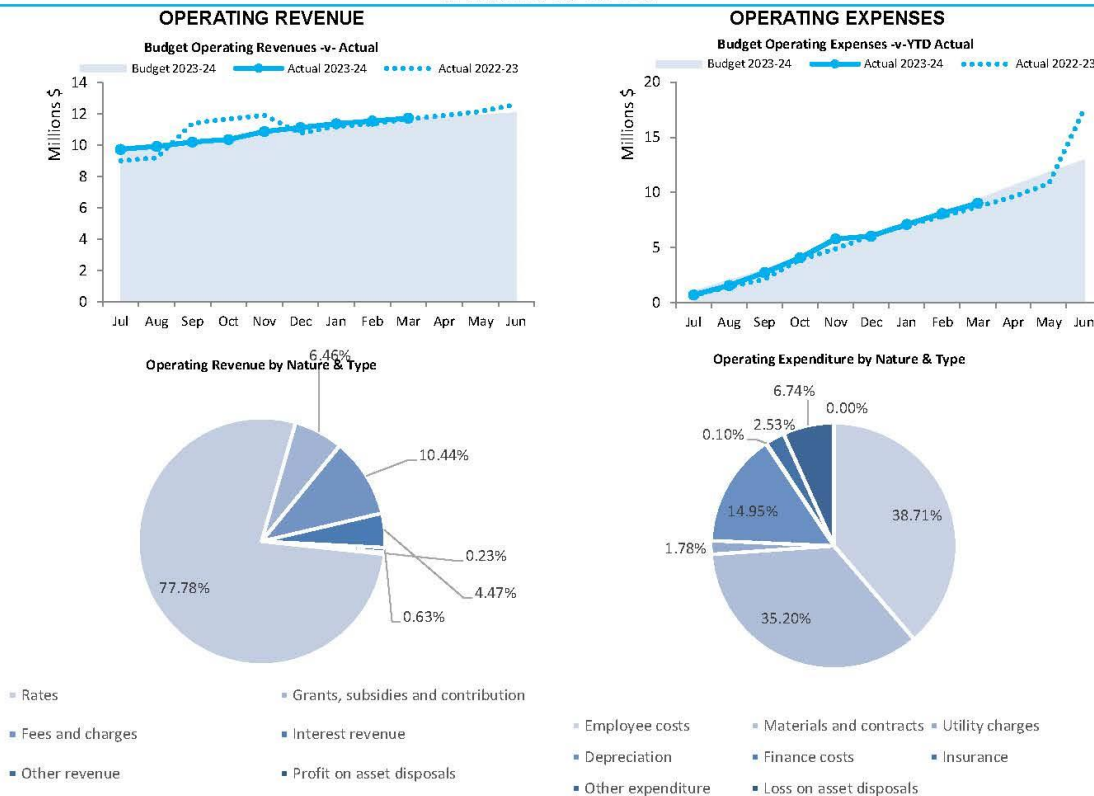 OPERATING REVENUE
Budget Operating Revenues -v- Actual
Budget 2023-24 Actual 2023-24 Actual 2022-23
Millions $
14
12
10
8
6
4
2
0
Jul Aug Sep Oct Nov Dec Jan Feb Mar Apr May Jun
OPERATING EXPENSES
Budget Operating Expenses -v-YTD Actual
Budget 2023-24 Actual 2023-24 Actual 2022-23
Millions $
20
15
10
5
0
Jul Aug Sep Oct Nov Dec Jan Feb Mar Apr May Jun
Operating Revenue by Nature & Type
6.46%
10.44%
0.23%
4.47%
0.63%
77.78%
Rates Grants, subsidies and contribution
Fees and charges Interest revenue
Other revenue Profit on asset disposals
Operating Expenditure by Nature & Type
6.74%
0.00%
2.53%
0.10%
14.95%
38.71%
1.78%
35.20%
Employee costs Materials and contracts Utility charges
Depreciation Finance costs Insurance
Other expenditure Loss on asset disposals